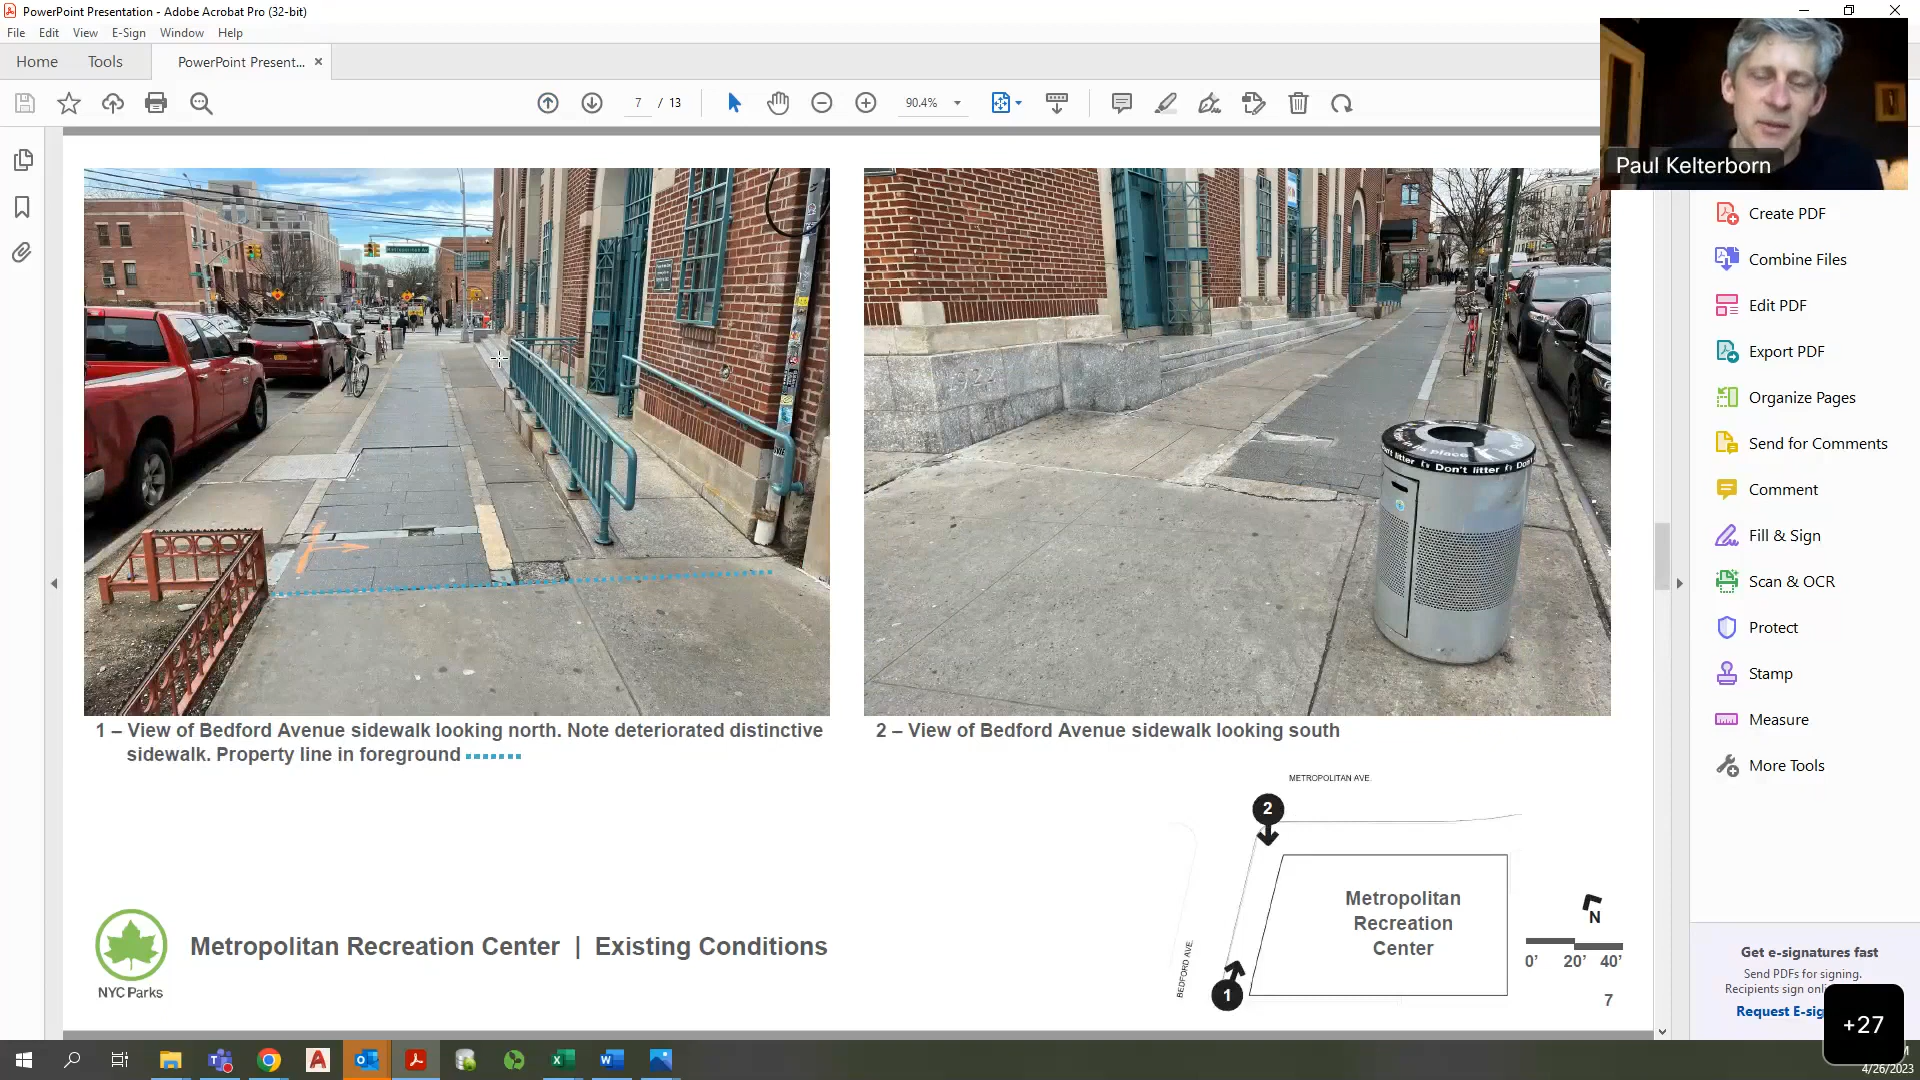 PowerPoint Presentation - Adobe Acrobat Pro (32-bit)
File Edit View E-Sign Window Help
Home Tools PowerPoint Present... ×
7 / 13 90.4%
Paul Kelterborn
Create PDF
Combine Files
Edit PDF
Export PDF
Organize Pages
Send for Comments
Comment
Fill & Sign
Scan & OCR
Protect
Stamp
Measure
More Tools
Don't litter
1 – View of Bedford Avenue sidewalk looking north. Note deteriorated distinctive
sidewalk. Property line in foreground
2 – View of Bedford Avenue sidewalk looking south
METROPOLITAN AVE.
2
BEDFORD AVE.
1
Metropolitan
Recreation
Center
N
0' 20' 40'
7
NYC Parks
Metropolitan Recreation Center | Existing Conditions
Get e-signatures fast
Send PDFs for signing.
Recipients sign
Request
+27
4/26/2023